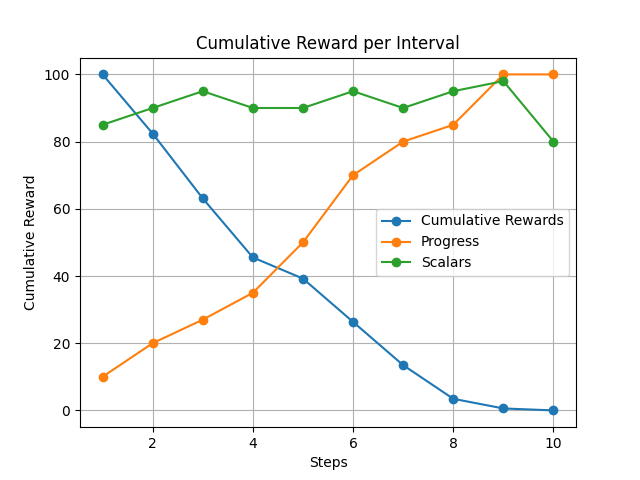 Cumulative Reward per Interval
100
80
60
40
20
0
Cumulative Reward
Cumulative Rewards
Progress
Scalars
2 4 6 8 10
Steps